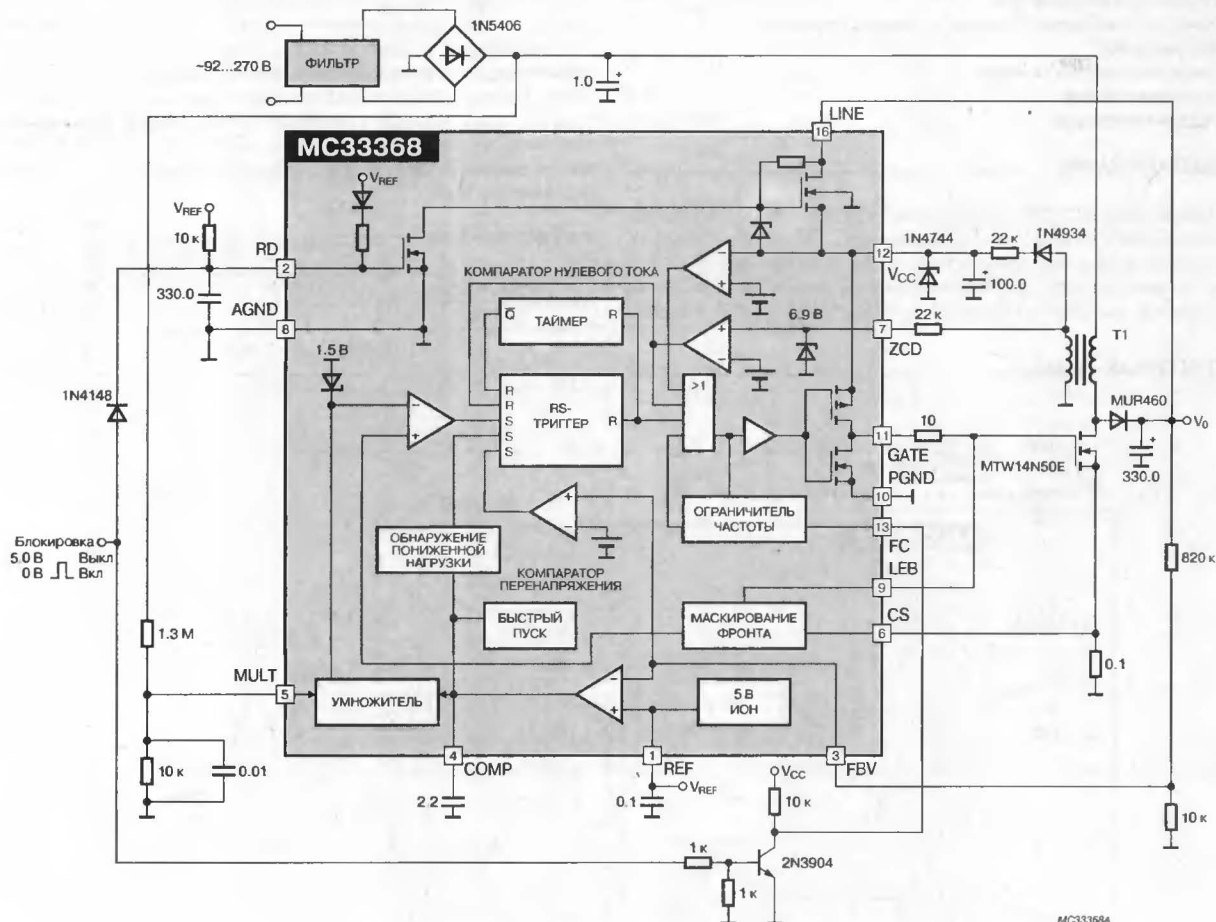 1N5406
ФИЛЬТР
~92...270 В
1.0
+
LINE
16
MC33368
VREF
VREF
10 к
RD
2
330.0
AGND
8
1N4148
1.5 В
КОМПАРАТОР НУЛЕВОГО ТОКА
Q
ТАЙМЕР
R
R
R
S
S
S
RS-
ТРИГГЕР
R
>1
6.9 В
12
VCC
1N4744
22 к
1N4934
+
100.0
7
22 к
ZCD
T1
MUR460
V0
+
330.0
11
10
GATE
MTW14N50E
PGND
10
ОГРАНИЧИТЕЛЬ
ЧАСТОТЫ
13
FC
LEB
9
CS
6
820 к
0.1
Блокировка
5.0 В Выкл
0 В Вкл
ОБНАРУЖЕНИЕ
ПОНИЖЕННОЙ
НАГРУЗКИ
КОМПАРАТОР
ПЕРЕНАПРЯЖЕНИЯ
БЫСТРЫЙ
ПУСК
МАСКИРОВАНИЕ
ФРОНТА
1.3 М
MULT
5
УМНОЖИТЕЛЬ
5 В
ИОН
4
COMP
1
REF
3
FBV
10 к
0.01
2.2
0.1
VREF
VCC
10 к
10 к
1 к
1 к
2N3904
MC33358A